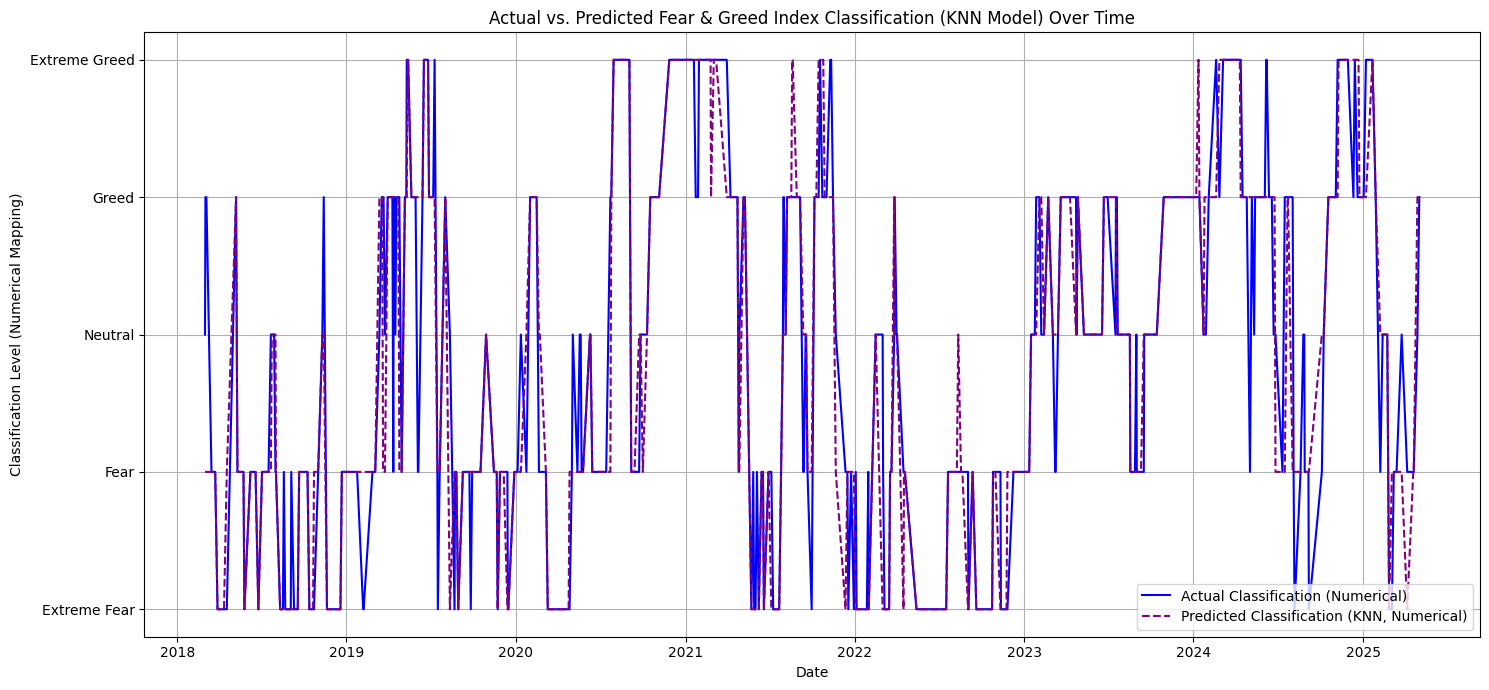 Actual vs. Predicted Fear & Greed Index Classification (KNN Model) Over Time
Classification Level (Numerical Mapping)
Extreme Greed
Greed
Neutral
Fear
Extreme Fear
Actual Classification (Numerical)
Predicted Classification (KNN, Numerical)
2018 2019 2020 2021 2022 2023 2024 2025
Date